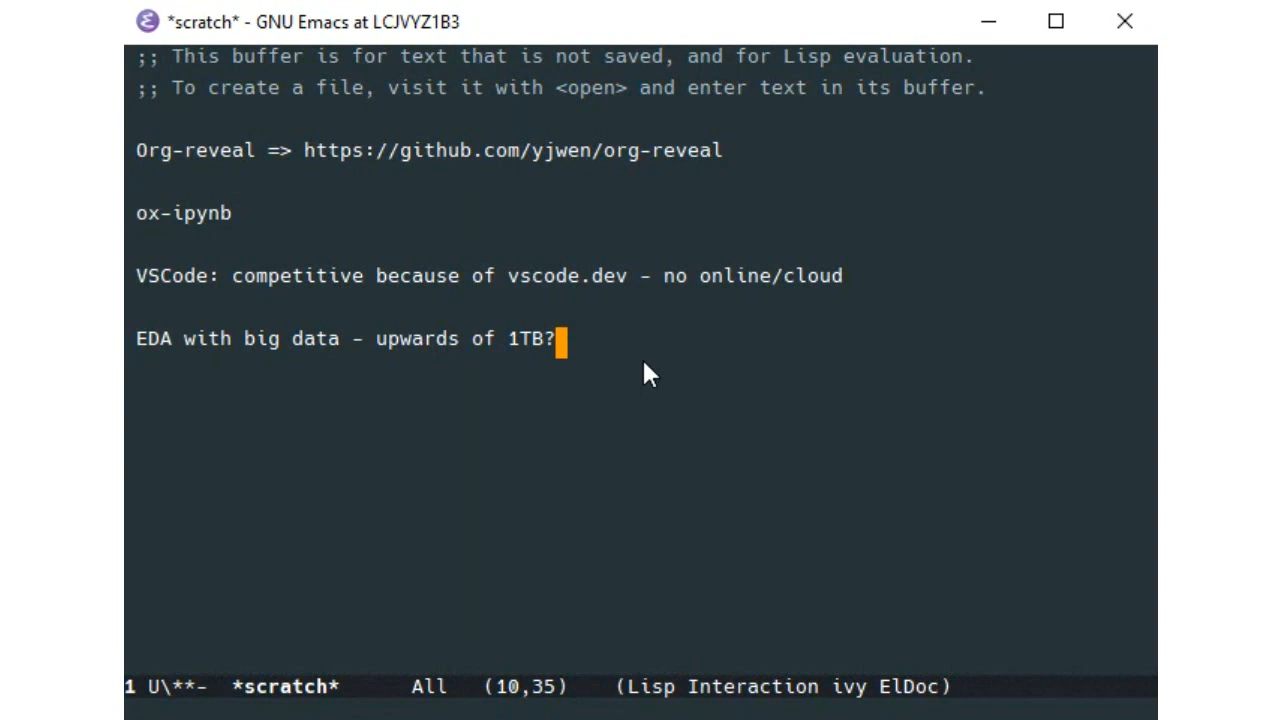 *scratch* - GNU Emacs at LCJVYZ1B3
;; This buffer is for text that is not saved, and for Lisp evaluation.
;; To create a file, visit it with <open> and enter text in its buffer.
Org-reveal => https://github.com/yjwen/org-reveal
ox-ipynb
VSCode: competitive because of vscode.dev - no online/cloud
EDA with big data - upwards of 1TB?
1 U\**- *scratch* All (10,35) (Lisp Interaction ivy ElDoc)